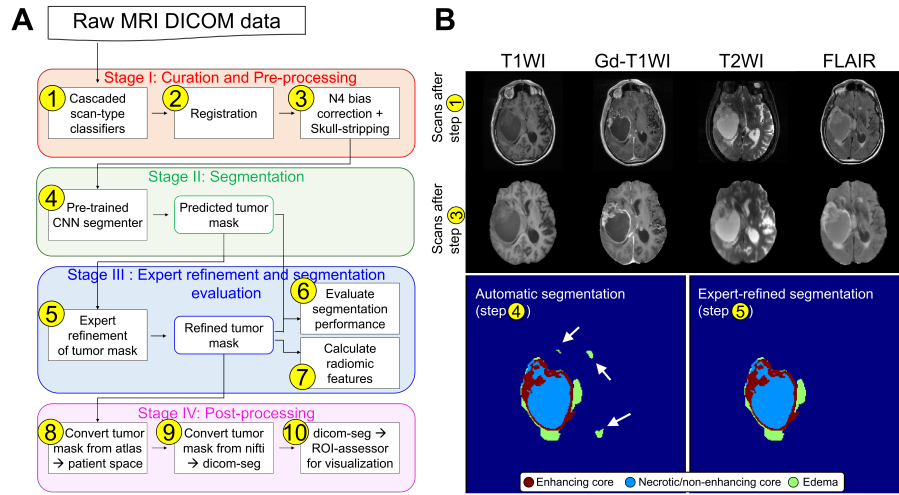 A
Raw MRI DICOM data
Stage I: Curation and Pre-processing
1
Cascaded
scan-type
classifiers
2
Registration
3
N4 bias
correction +
Skull-stripping
Stage II: Segmentation
4
Pre-trained
CNN segmenter
Predicted tumor
mask
Stage III : Expert refinement and segmentation
evaluation
5
Expert
refinement
of tumor mask
Refined tumor
mask
6
Evaluate
segmentation
performance
7
Calculate
radiomic
features
Stage IV: Post-processing
8
Convert tumor
mask from atlas
→ patient space
9
Convert tumor
mask from nifti
→ dicom-seg
10
dicom-seg →
ROI-assessor
for visualization
B
T1WI
Gd-T1WI
T2WI
FLAIR
Scans after
step 1
Scans after
step 3
Automatic segmentation
(step 4)
Expert-refined segmentation
(step 5)
Enhancing core
Necrotic/non-enhancing core
Edema